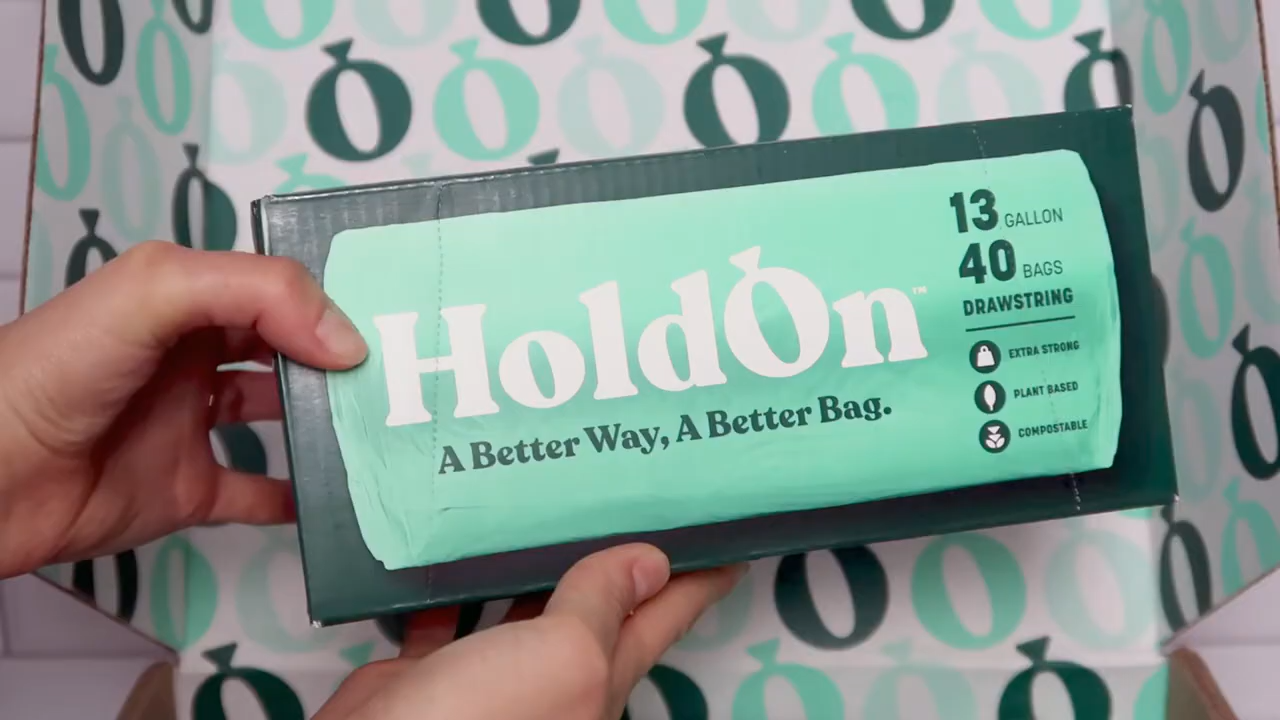 HoldOn™
A Better Way, A Better Bag.
13 GALLON
40 BAGS
DRAWSTRING
EXTRA STRONG
PLANT BASED
COMPOSTABLE